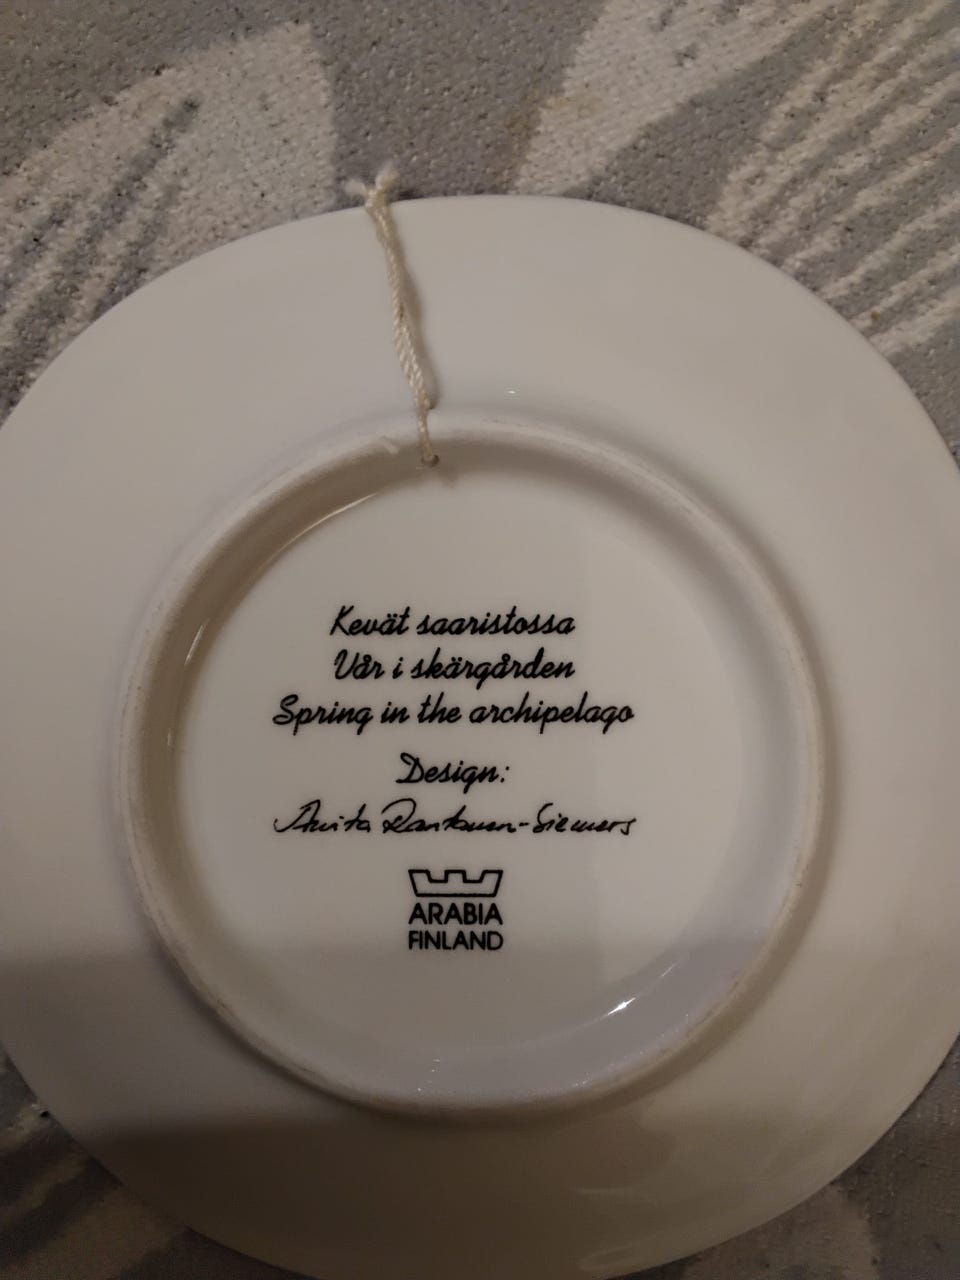 Kevät saaristossa
Vår i skärgården
Spring in the archipelago
Design:
Anita Rantanen-Siemers
ARABIA
FINLAND